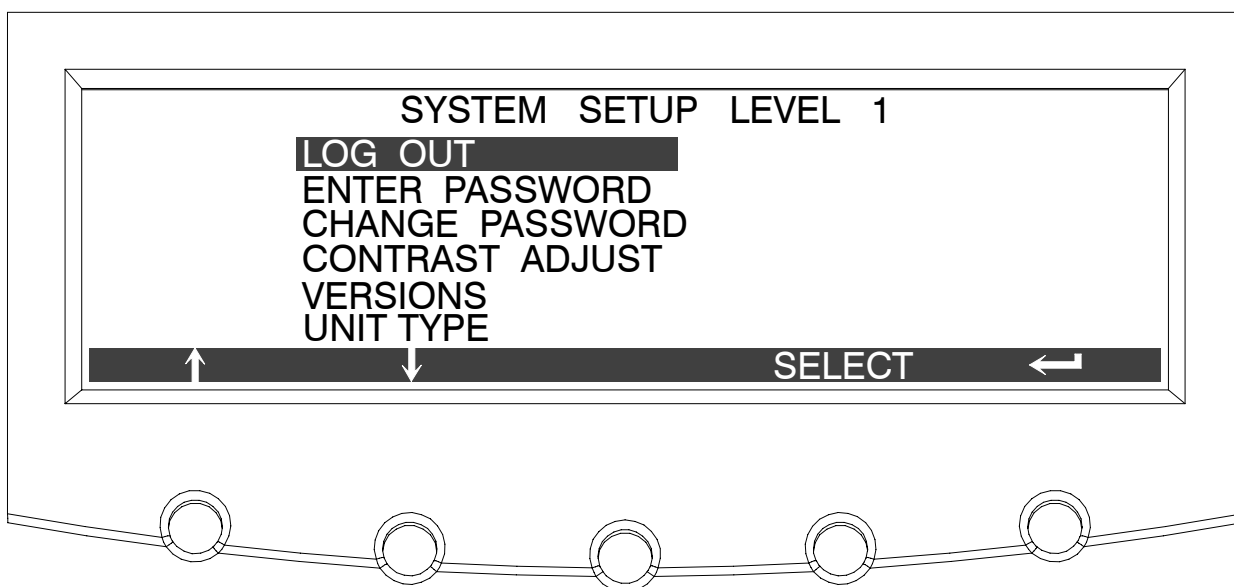 SYSTEM SETUP LEVEL 1
LOG OUT
ENTER PASSWORD
CHANGE PASSWORD
CONTRAST ADJUST
VERSIONS
UNIT TYPE
↑ ↓ SELECT ↵